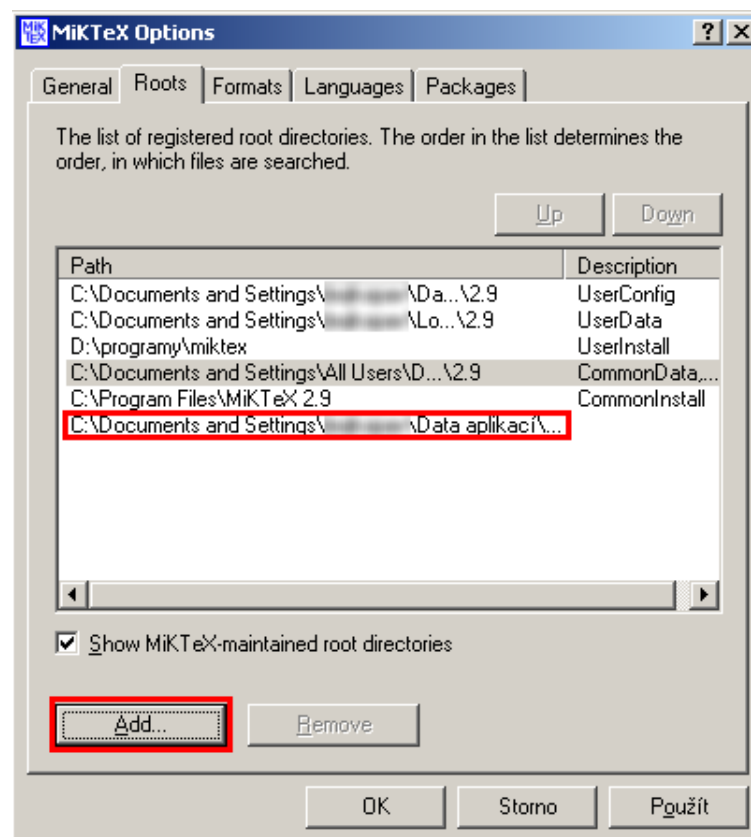 MiKTeX Options
General Roots Formats Languages Packages
The list of registered root directories. The order in the list determines the
order, in which files are searched.
Up Down
Path Description
C:\Documents and Settings\ \Da...\2.9 UserConfig
C:\Documents and Settings\ \Lo...\2.9 UserData
D:\programy\miktex UserInstall
C:\Documents and Settings\All Users\D...\2.9 CommonData,...
C:\Program Files\MiKTeX 2.9 CommonInstall
C:\Documents and Settings\ \Data aplikací\...
Show MiKTeX-maintained root directories
Add... Remove
OK Storno Použít